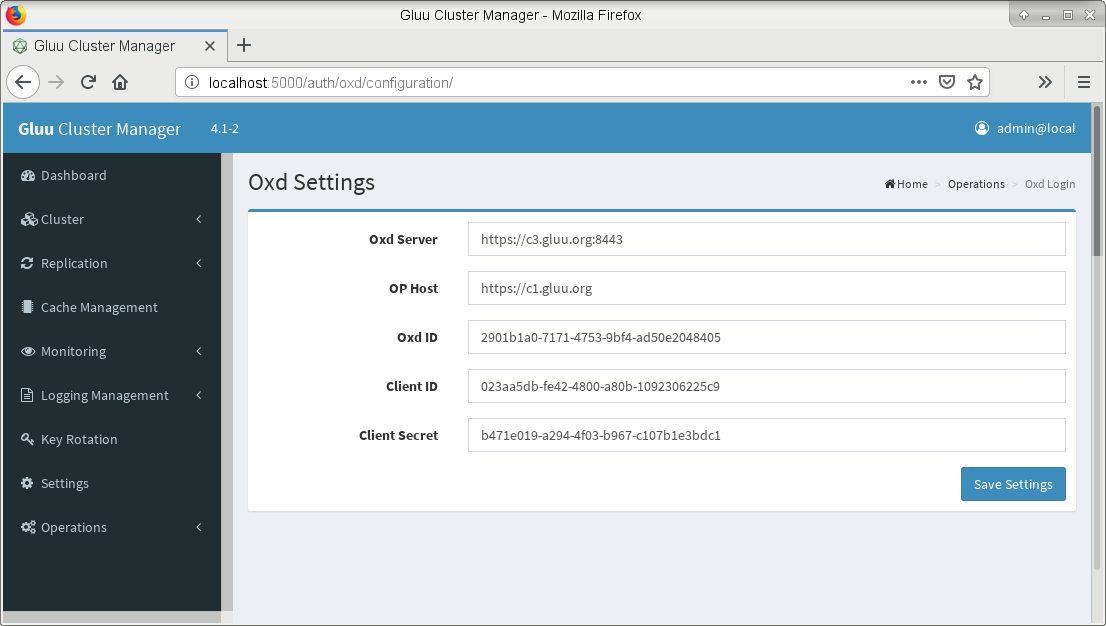 Gluu Cluster Manager - Mozilla Firefox
Gluu Cluster Manager
localhost:5000/auth/oxd/configuration/
Gluu Cluster Manager 4.1-2 admin@local
Dashboard
Cluster
Replication
Cache Management
Monitoring
Logging Management
Key Rotation
Settings
Operations
Oxd Settings
Home > Operations > Oxd Login
Oxd Server https://c3.gluu.org:8443
OP Host https://c1.gluu.org
Oxd ID 2901b1a0-7171-4753-9bf4-ad50e2048405
Client ID 023aa5db-fe42-4800-a80b-1092306225c9
Client Secret b471e019-a294-4f03-b967-c107b1e3bdc1
Save Settings